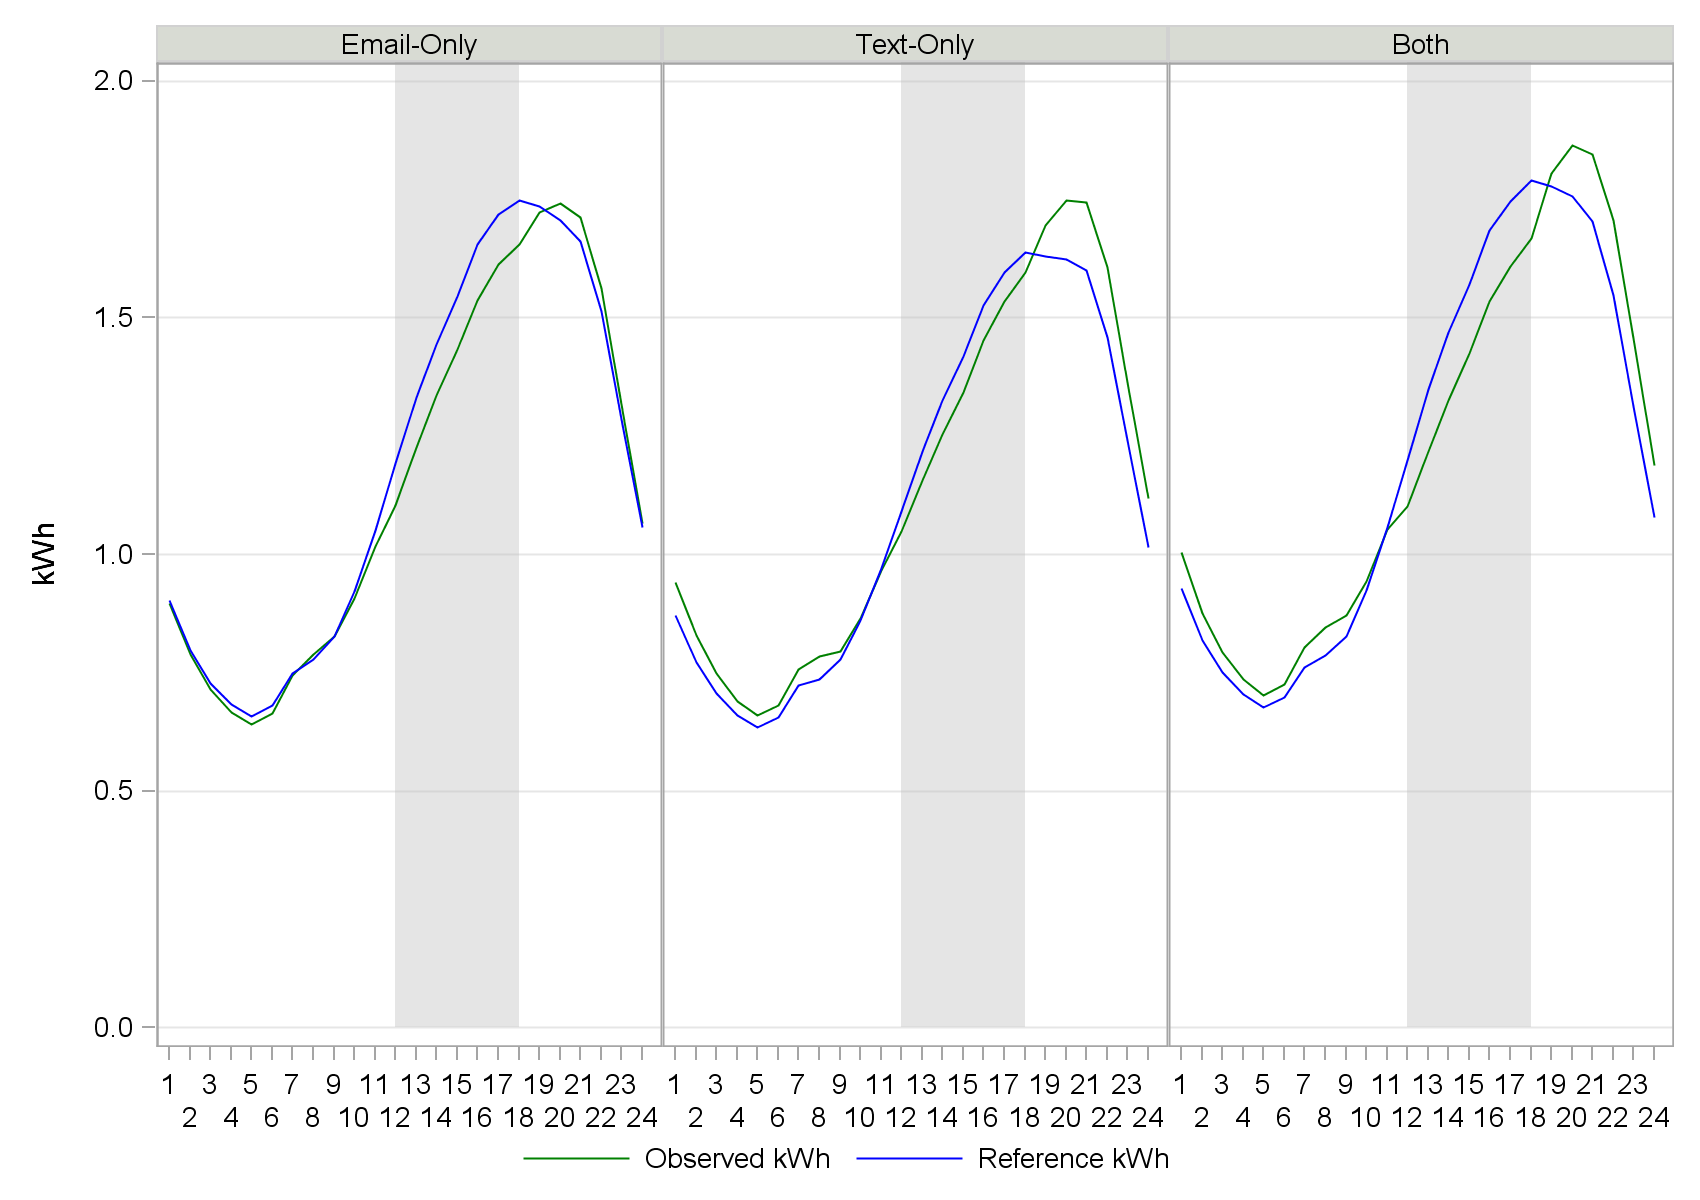 Email-Only Text-Only Both
2.0
1.5
1.0
0.5
0.0
kWh
1 3 5 7 9 11 13 15 17 19 21 23 1 3 5 7 9 11 13 15 17 19 21 23 1 3 5 7 9 11 13 15 17 19 21 23
2 4 6 8 10 12 14 16 18 20 22 24 2 4 6 8 10 12 14 16 18 20 22 24 2 4 6 8 10 12 14 16 18 20 22 24
Observed kWh Reference kWh